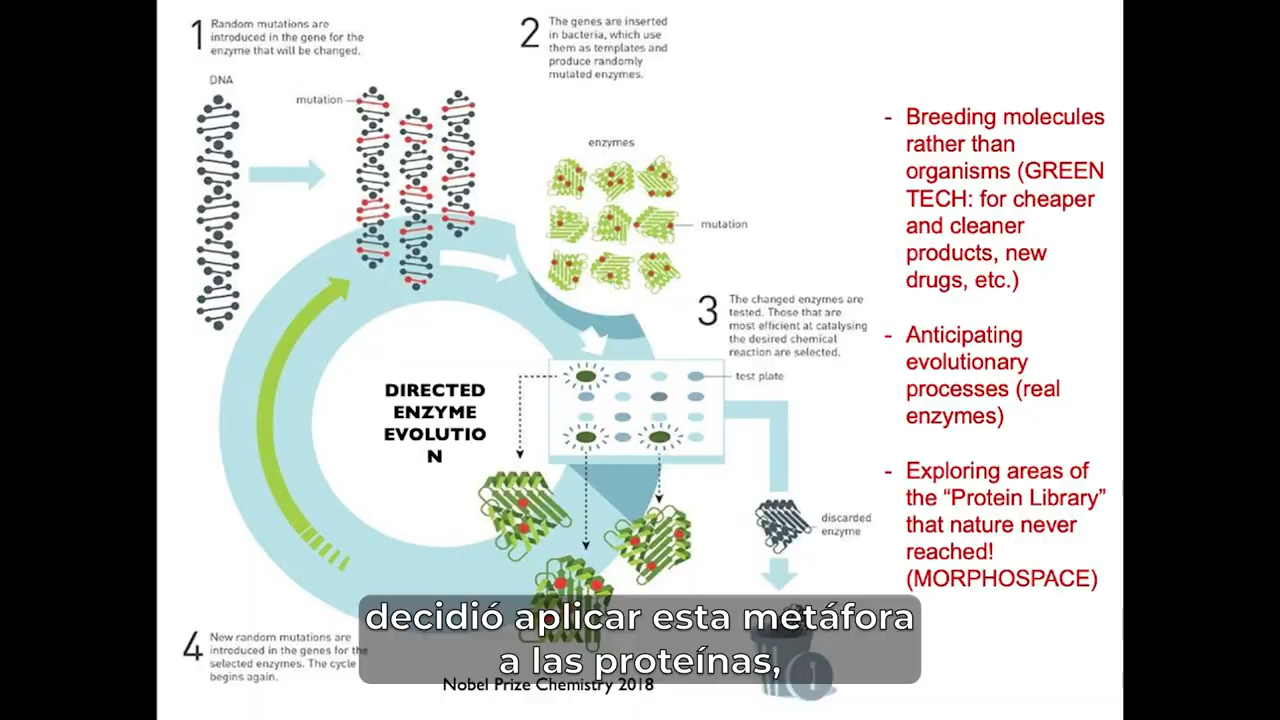 1
Random mutations are
introduced in the gene for the
enzyme that will be changed.
DNA
mutation
2
The genes are inserted
in bacteria, which use
them as templates and
produce randomly
mutated enzymes.
enzymes
mutation
3
The changed enzymes are
tested. Those that are
most efficient at catalysing
the desired chemical
reaction are selected.
test plate
DIRECTED
ENZYME
EVOLUTIO
N
discarded
enzyme
4
New random mutations are
introduced in the genes for the
selected enzymes. The cycle
begins again.
Nobel Prize Chemistry 2018
- Breeding molecules
rather than
organisms (GREEN
TECH: for cheaper
and cleaner
products, new
drugs, etc.)
- Anticipating
evolutionary
processes (real
enzymes)
- Exploring areas of
the “Protein Library”
that nature never
reached!
(MORPHOSPACE)
decidió aplicar esta metáfora
a las proteínas,